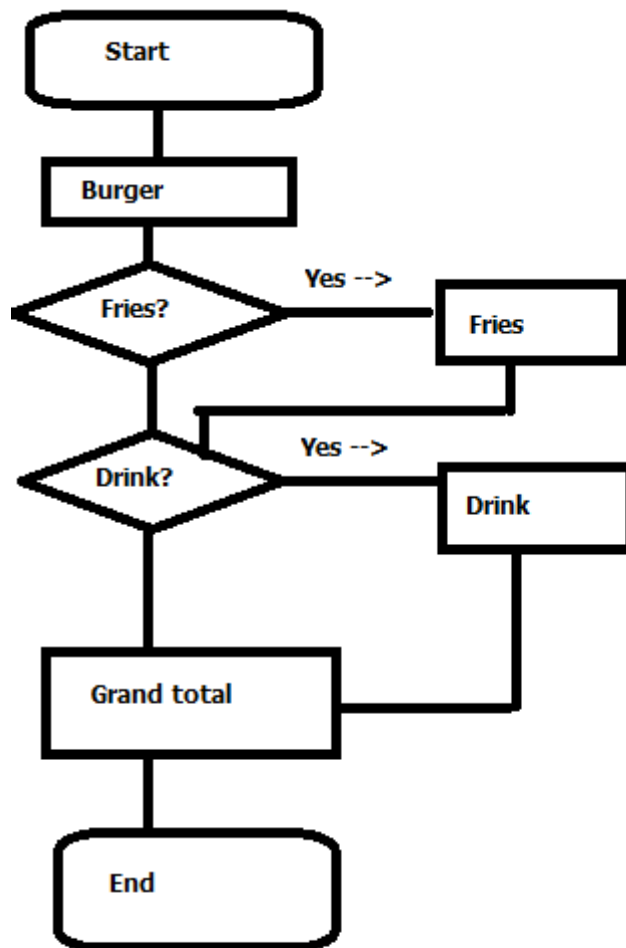 Start
Burger
Yes -->
Fries?
Fries
Yes -->
Drink?
Drink
Grand total
End